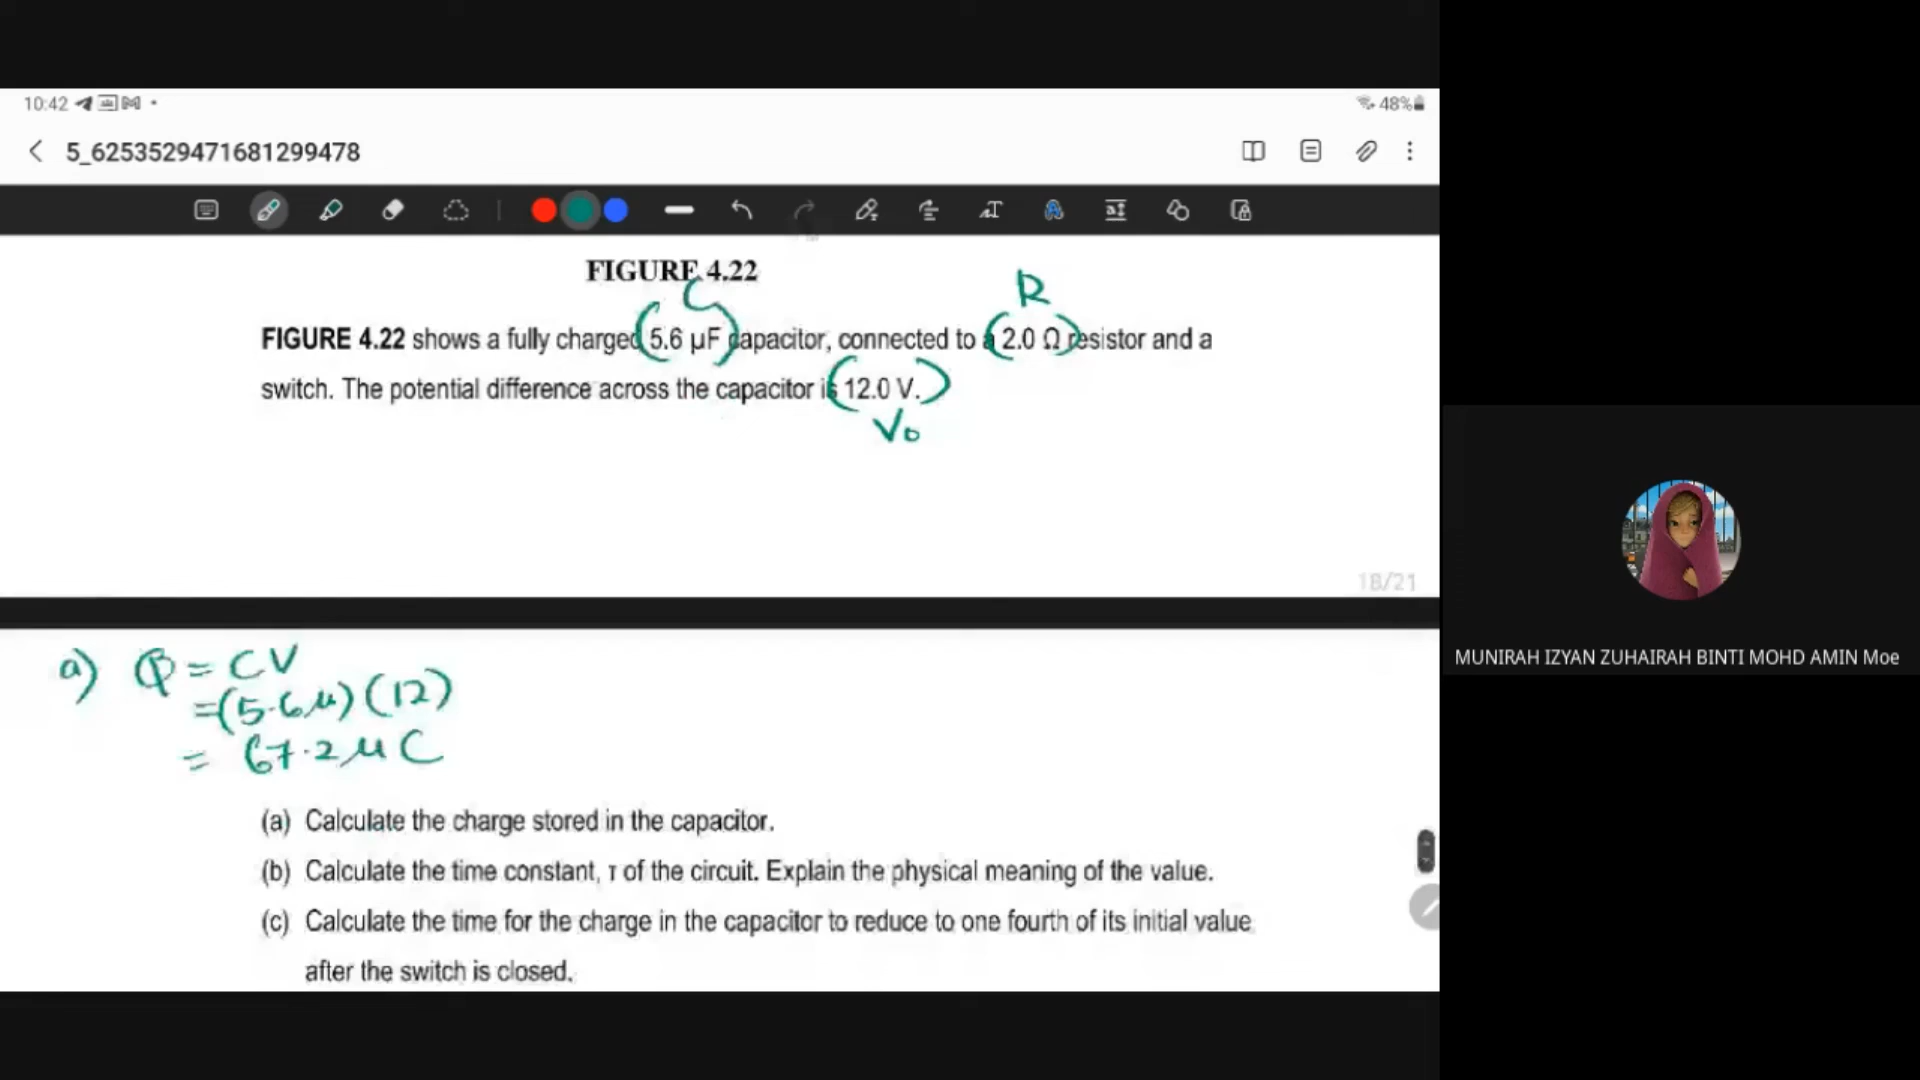 10:42
48%
5_6253529471681299478
FIGURE 4.22
C
R
FIGURE 4.22 shows a fully charged 5.6 μF capacitor, connected to a 2.0 Ω resistor and a
switch. The potential difference across the capacitor is 12.0 V.
V₀
18/21
a) Q = CV
=(5.6μ)(12)
= 67.2 μC
(a) Calculate the charge stored in the capacitor.
(b) Calculate the time constant, τ of the circuit. Explain the physical meaning of the value.
(c) Calculate the time for the charge in the capacitor to reduce to one fourth of its initial value
after the switch is closed.
MUNIRAH IZYAN ZUHAIRAH BINTI MOHD AMIN Moe